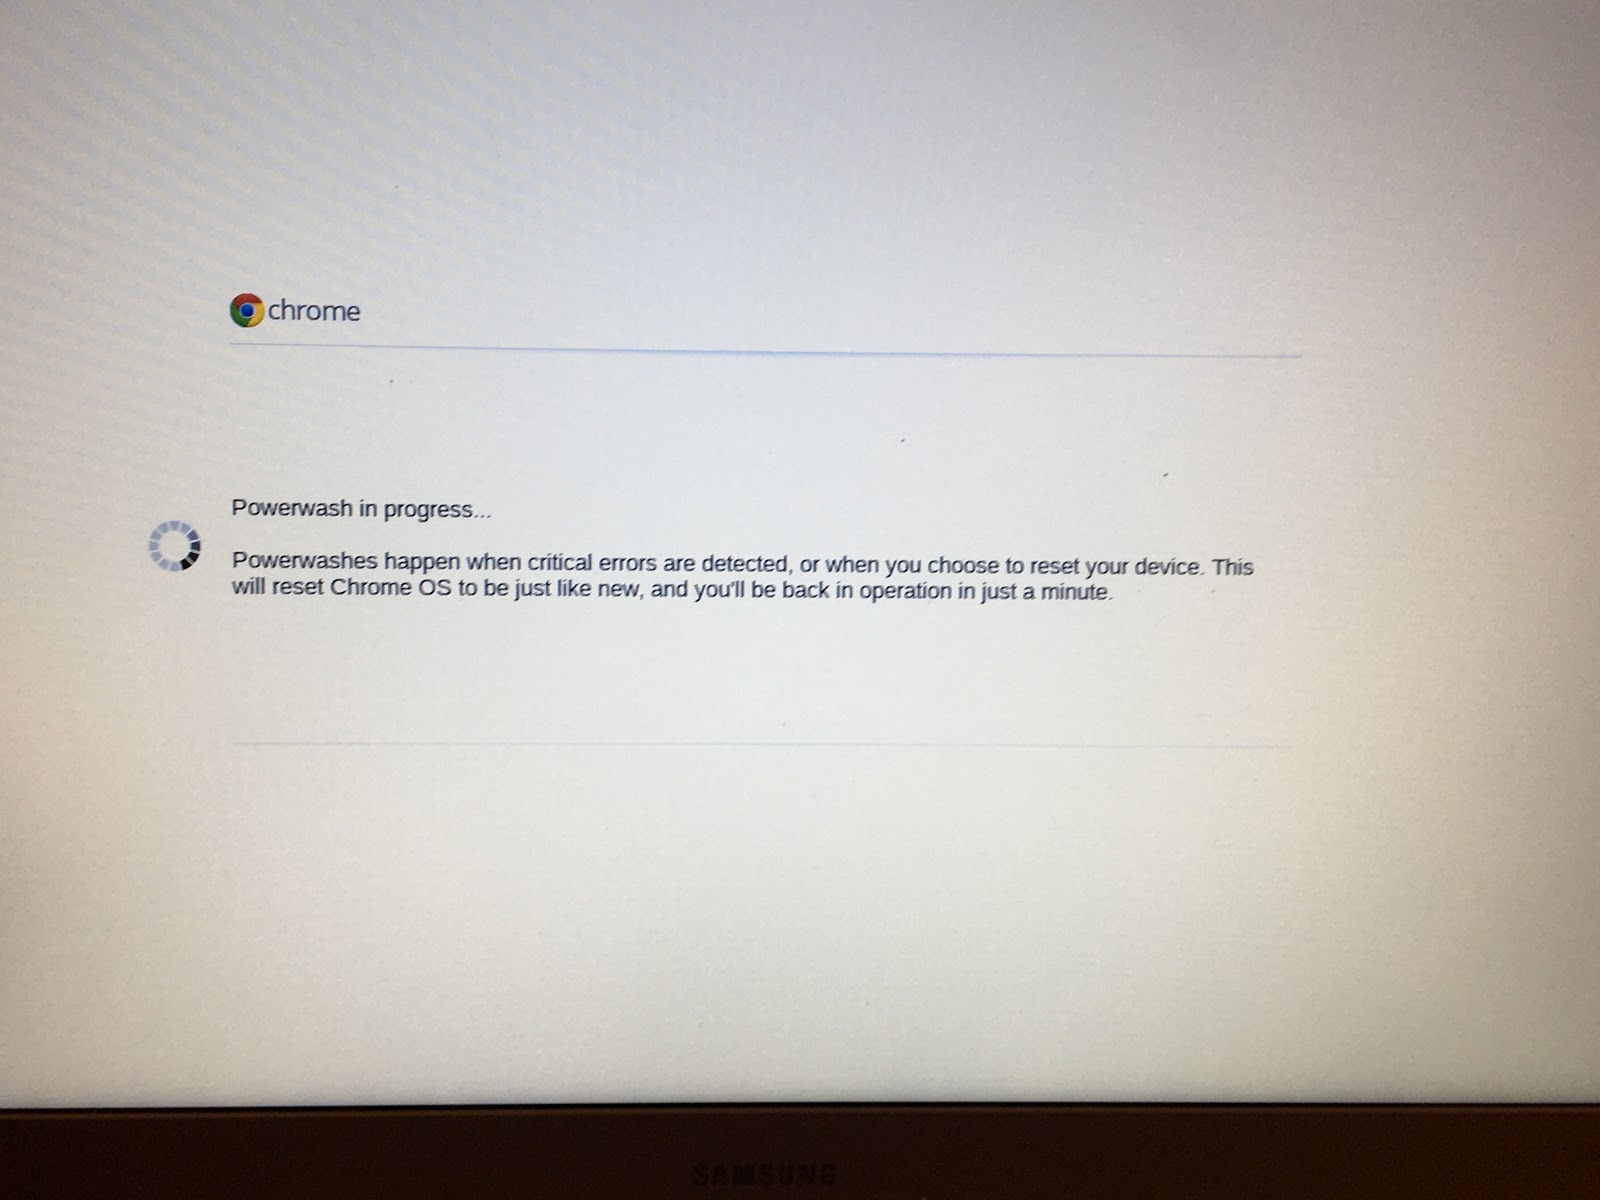 chrome
Powerwash in progress...
Powerwashes happen when critical errors are detected, or when you choose to reset your device. This
will reset Chrome OS to be just like new, and you'll be back in operation in just a minute.
SAMSUNG